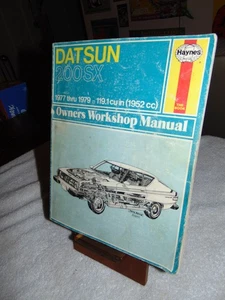 Haynes
DATSUN
200SX
1977 thru 1979 119.1 cu in (1952 cc)
Owners Workshop Manual